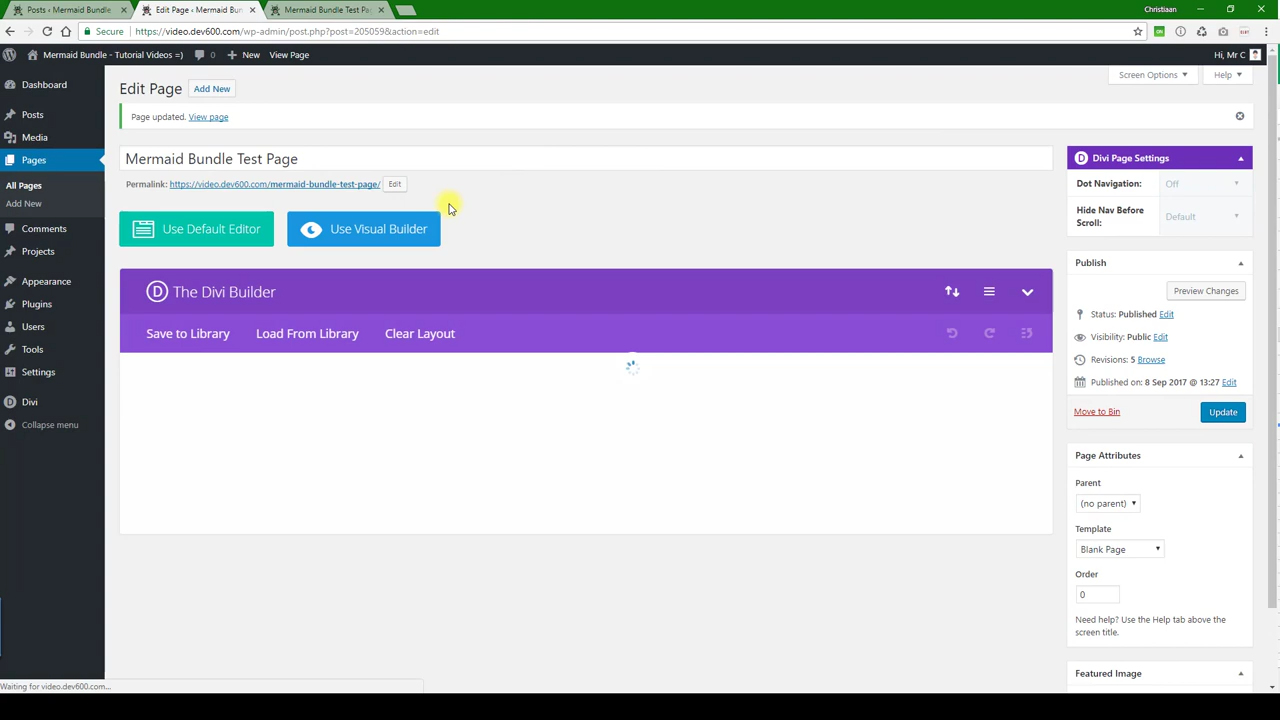 Posts ‹ Mermaid Bundle
Edit Page ‹ Mermaid Bun
Mermaid Bundle Test Pag
Christiaan
Secure
https://video.dev600.com/wp-admin/post.php?post=205059&action=edit
Mermaid Bundle - Tutorial Videos =)
0
New
View Page
Hi, Mr C
Dashboard
Posts
Media
Pages
All Pages
Add New
Comments
Projects
Appearance
Plugins
Users
Tools
Settings
Divi
Collapse menu
Edit Page
Add New
Screen Options
Help
Page updated. View page
Mermaid Bundle Test Page
Permalink: https://video.dev600.com/mermaid-bundle-test-page/ Edit
Use Default Editor
Use Visual Builder
D The Divi Builder
Save to Library
Load From Library
Clear Layout
D Divi Page Settings
Dot Navigation:
Off
Hide Nav Before
Scroll:
Default
Publish
Preview Changes
Status: Published Edit
Visibility: Public Edit
Revisions: 5 Browse
Published on: 8 Sep 2017 @ 13:27 Edit
Move to Bin
Update
Page Attributes
Parent
(no parent)
Template
Blank Page
Order
0
Need help? Use the Help tab above the
screen title.
Featured Image
Waiting for video.dev600.com...